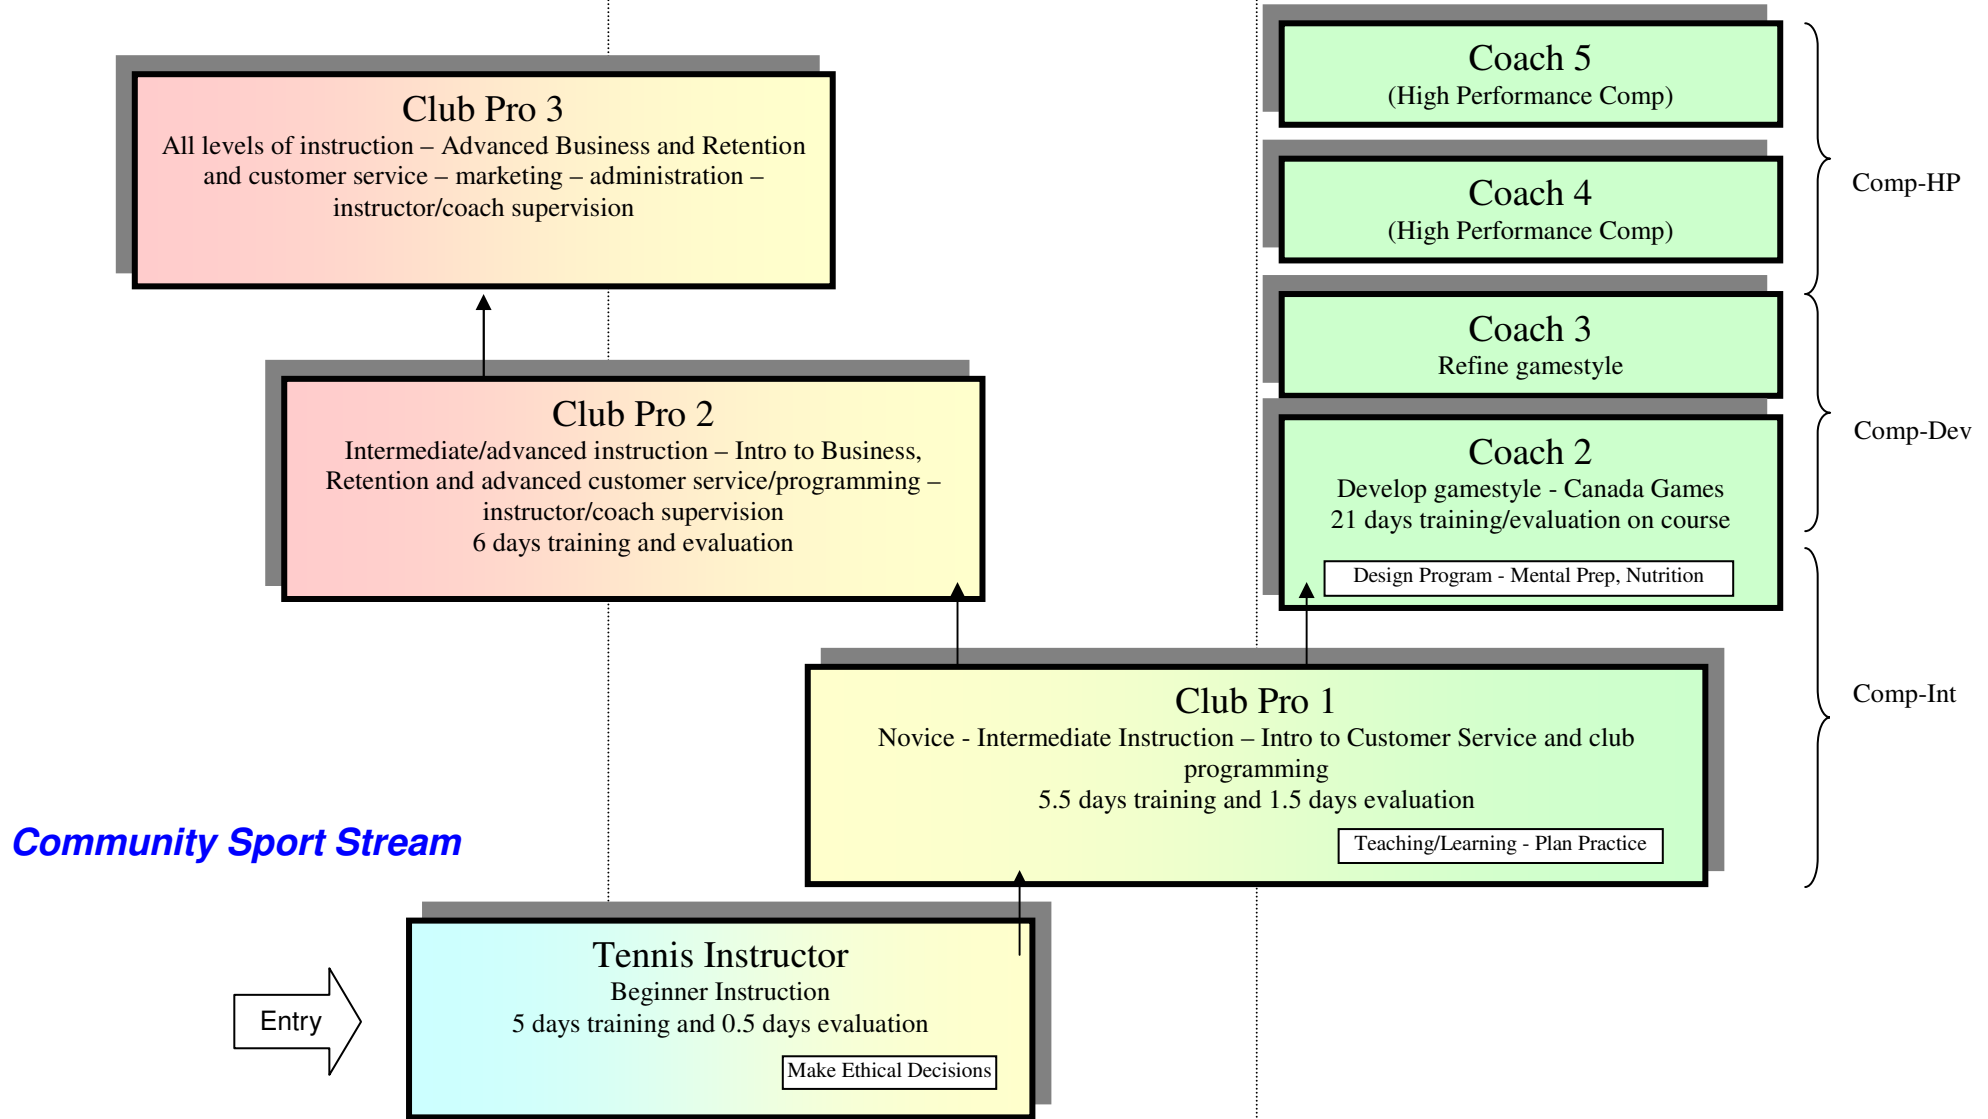 Coach 5
(High Performance Comp)
Club Pro 3
All levels of instruction – Advanced Business and Retention
and customer service – marketing – administration –
instructor/coach supervision
Coach 4
(High Performance Comp)
Comp-HP
Coach 3
Refine gamestyle
Club Pro 2
Intermediate/advanced instruction – Intro to Business,
Retention and advanced customer service/programming –
instructor/coach supervision
6 days training and evaluation
Comp-Dev
Coach 2
Develop gamestyle - Canada Games
21 days training/evaluation on course
Design Program - Mental Prep, Nutrition
Club Pro 1
Novice - Intermediate Instruction – Intro to Customer Service and club
programming
5.5 days training and 1.5 days evaluation
Teaching/Learning - Plan Practice
Comp-Int
Community Sport Stream
Tennis Instructor
Beginner Instruction
5 days training and 0.5 days evaluation
Make Ethical Decisions
Entry